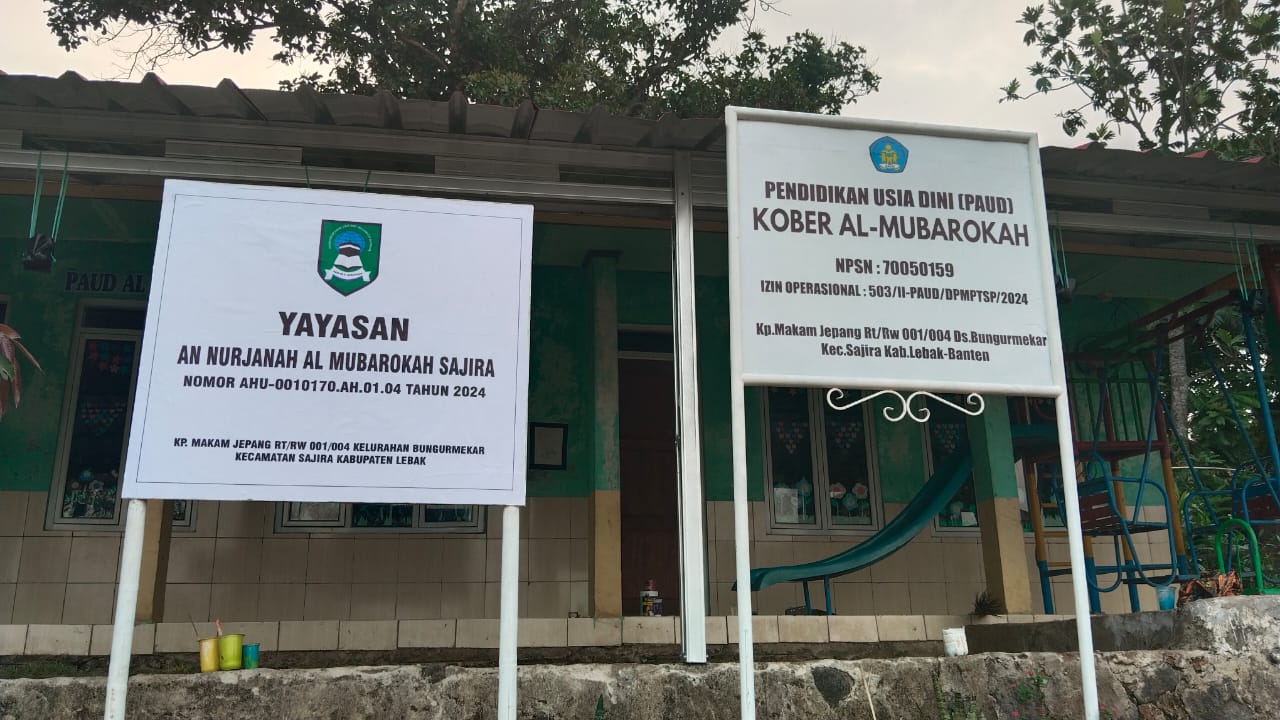 YAYASAN
AN NURJANAH AL MUBAROKAH SAJIRA
NOMOR AHU-0010170.AH.01.04 TAHUN 2024
KP. MAKAM JEPANG RT/RW 001/004 KELURAHAN BUNGURMEKAR
KECAMATAN SAJIRA KABUPATEN LEBAK
PENDIDIKAN USIA DINI (PAUD)
KOBER AL-MUBAROKAH
NPSN : 70050159
IZIN OPERASIONAL : 503/II-PAUD/DPMPTSP/2024
Kp.Makam Jepang Rt/Rw 001/004 Ds.Bungurmekar
Kec.Sajira Kab.Lebak-Banten
PAUD AL